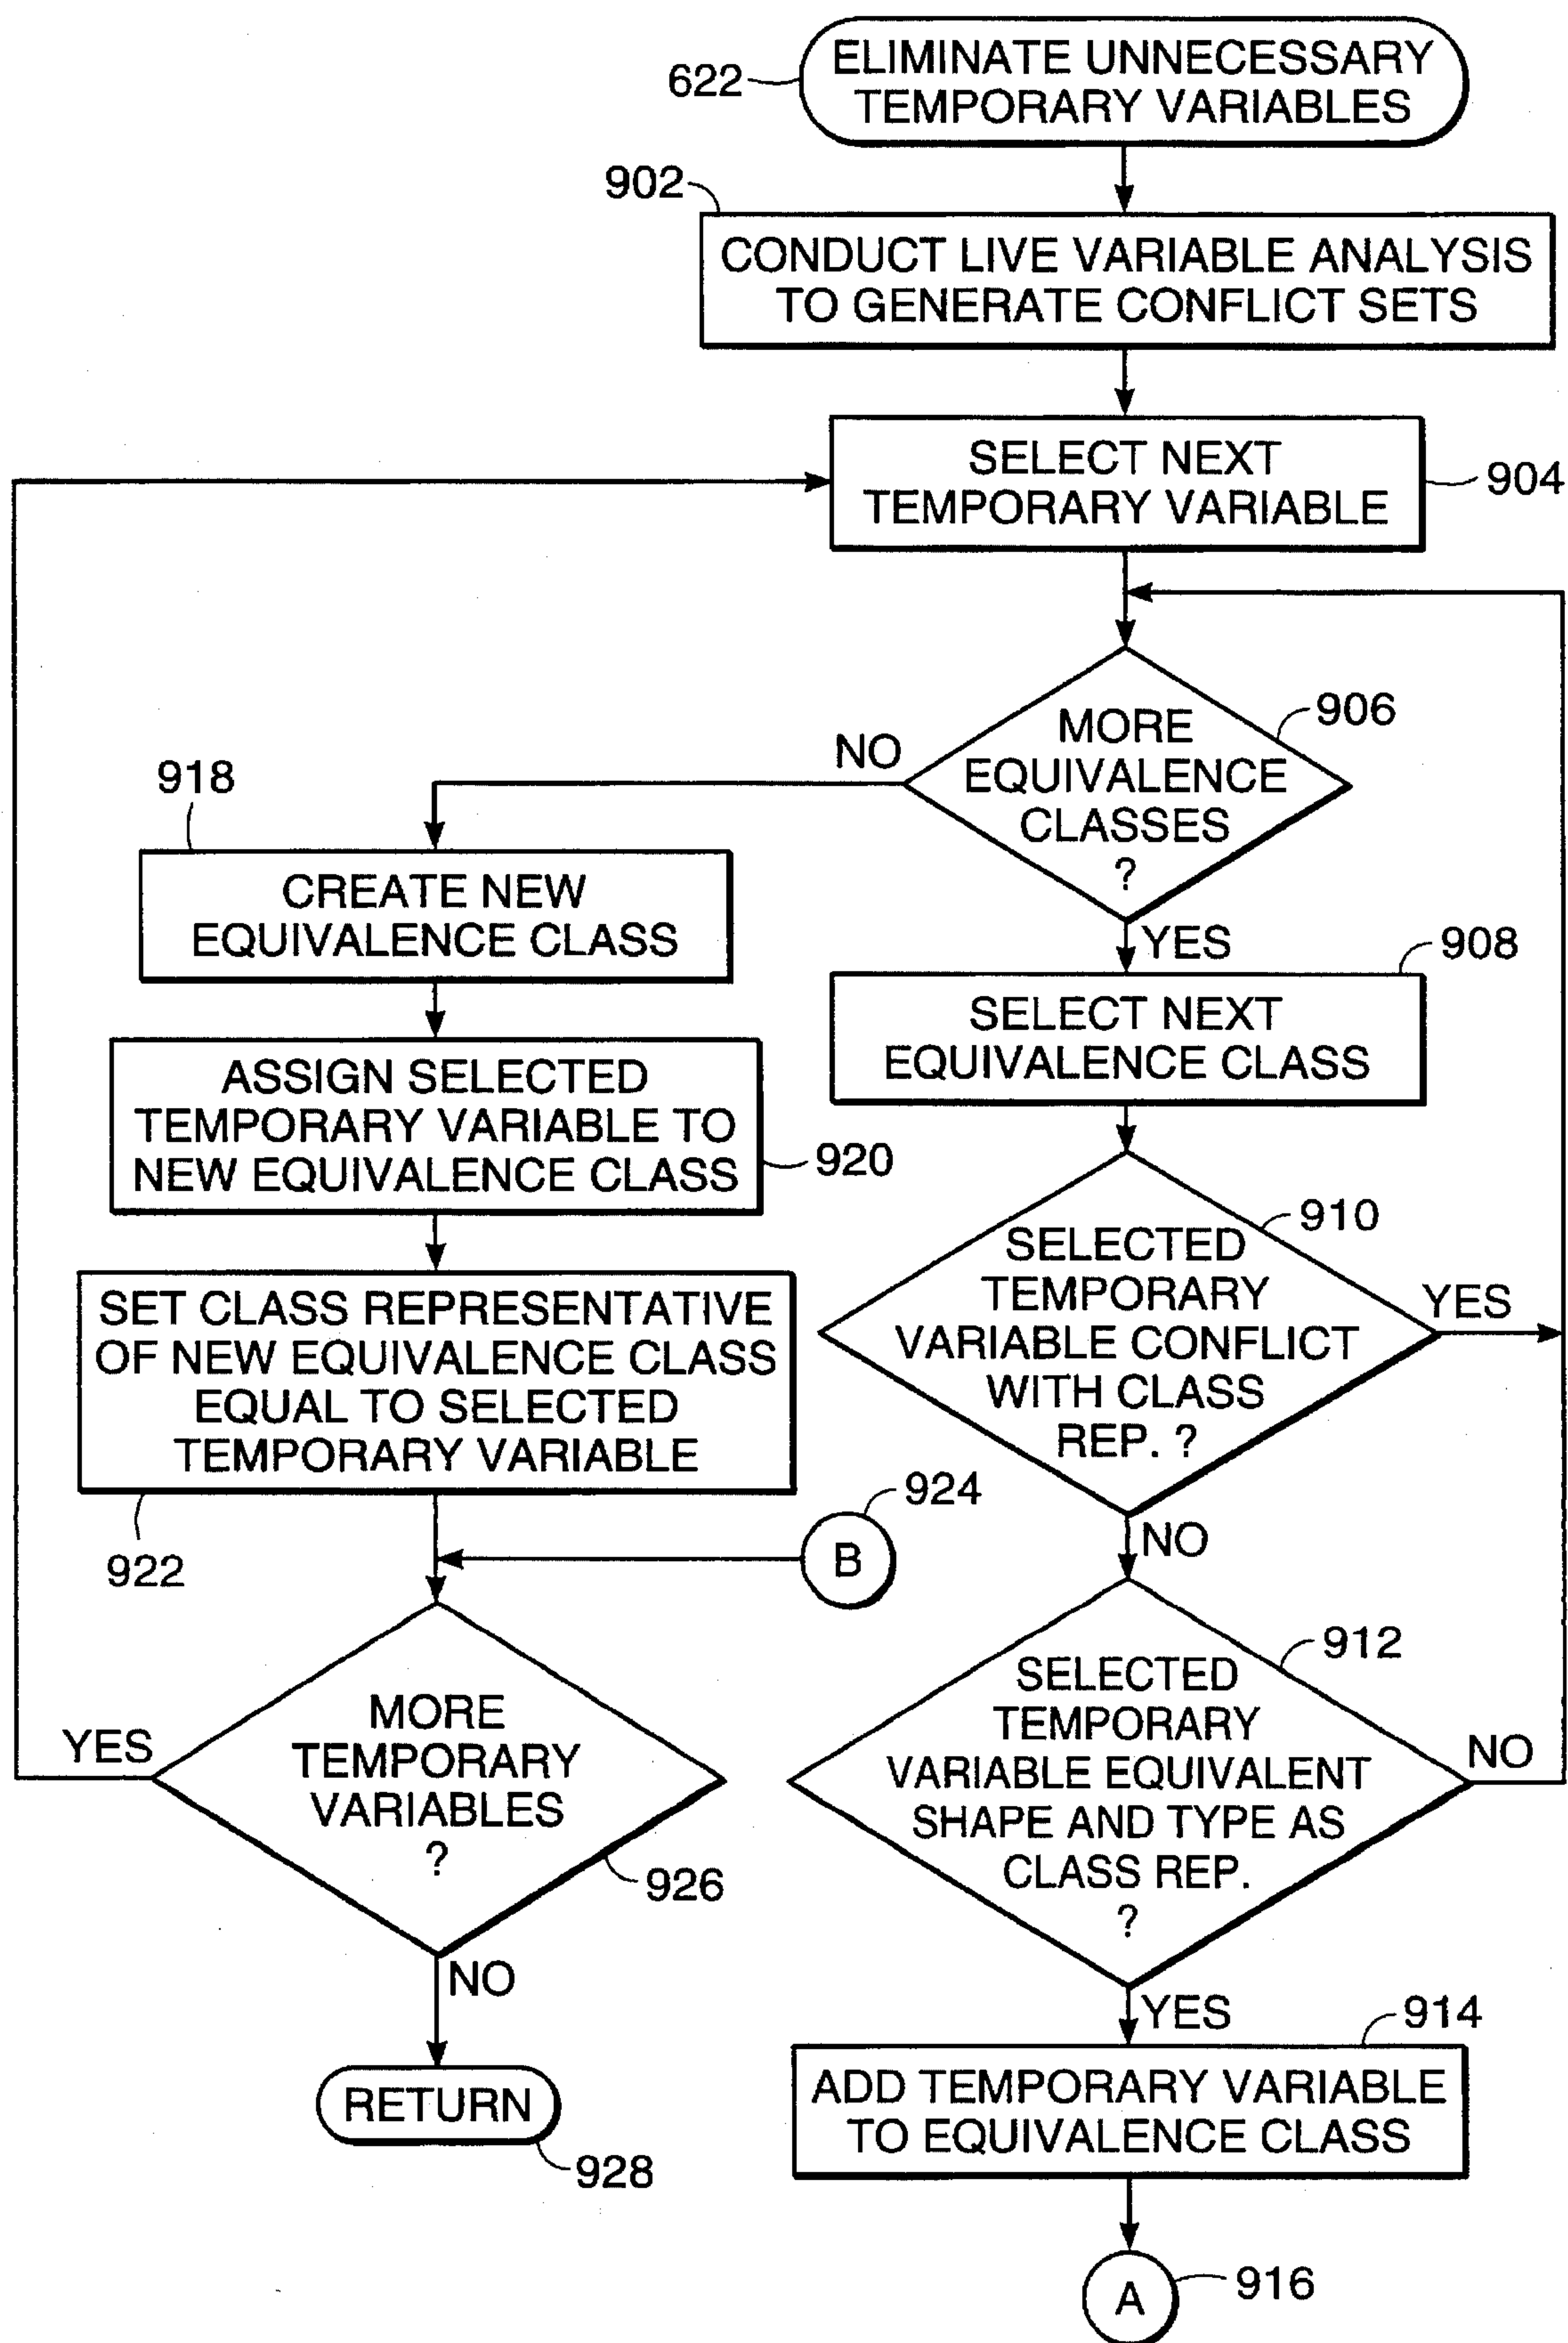 ELIMINATE UNNECESSARY
TEMPORARY VARIABLES
622
902
CONDUCT LIVE VARIABLE ANALYSIS
TO GENERATE CONFLICT SETS
SELECT NEXT
TEMPORARY VARIABLE
904
MORE
EQUIVALENCE
CLASSES
?
906
NO
YES
918
CREATE NEW
EQUIVALENCE CLASS
908
SELECT NEXT
EQUIVALENCE CLASS
ASSIGN SELECTED
TEMPORARY VARIABLE TO
NEW EQUIVALENCE CLASS
920
910
SELECTED
TEMPORARY
VARIABLE CONFLICT
WITH CLASS
REP. ?
YES
NO
SET CLASS REPRESENTATIVE
OF NEW EQUIVALENCE CLASS
EQUAL TO SELECTED
TEMPORARY VARIABLE
922
924
B
912
SELECTED
TEMPORARY
VARIABLE EQUIVALENT
SHAPE AND TYPE AS
CLASS REP.
?
NO
YES
MORE
TEMPORARY
VARIABLES
?
YES
926
NO
RETURN
928
914
ADD TEMPORARY VARIABLE
TO EQUIVALENCE CLASS
A
916